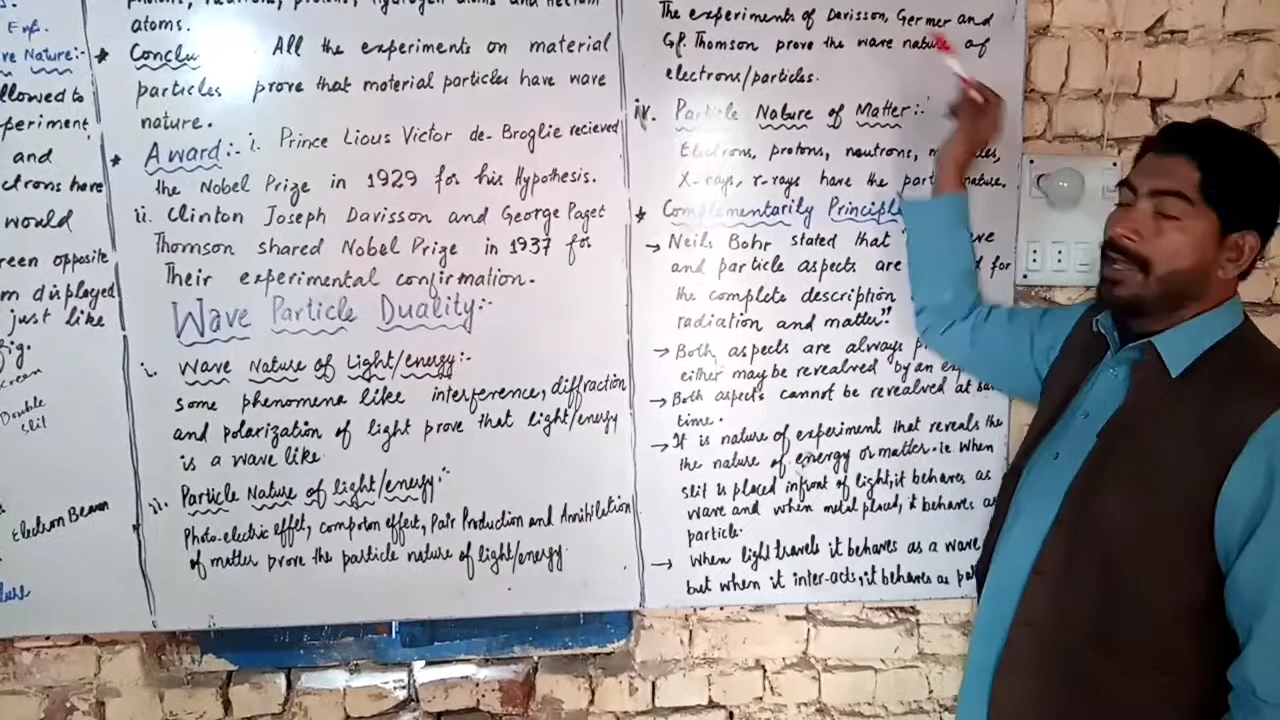 Exp.
re Nature:-
llowed to
periment
and
ctrons have
would
reen opposite
m displayed
just like
fig.
Screen
Double
slit
Electron Beam
atoms.
* Conclu All the experiments on material
particles prove that material particles have wave
nature.
* Award:- i. Prince Lious Victor de-Broglie recieved
the Nobel Prize in 1929 for his Hypothesis.
ii. Clinton Joseph Davisson and George Paget
Thomson shared Nobel Prize in 1937 for
Their experimental confirmation.
Wave Particle Duality:-
i. Wave Nature of Light/energy:-
some phenomena like interference, diffraction
and polarization of light prove that light/energy
is a wave like.
ii. Particle Nature of light/energy:-
Photo-electric effet, compton effect, Pair Production and Annihilation
of matter prove the particle nature of light/energy.
The experiments of Davisson, Germer and
G.P. Thomson prove the wave nature of
electrons/particles.
iv. Particle Nature of Matter:-
Electrons, protons, neutrons,
X-rays, γ-rays have the part nature.
* Complementarily Principle
→ Neils Bohr stated that
and particle aspects are for
the complete description
radiation and matter."
→ Both aspects are always
either may be revealved by an
→ Both aspects cannot be revealved at
time.
→ It is nature of experiment that reveals the
the nature of energy or matter. ie when
slit is placed infront of light, it behaves as
wave and when metal placed, it behaves as
particle.
→ When light travels it behaves as a wave
but when it inter-acts, it behaves as